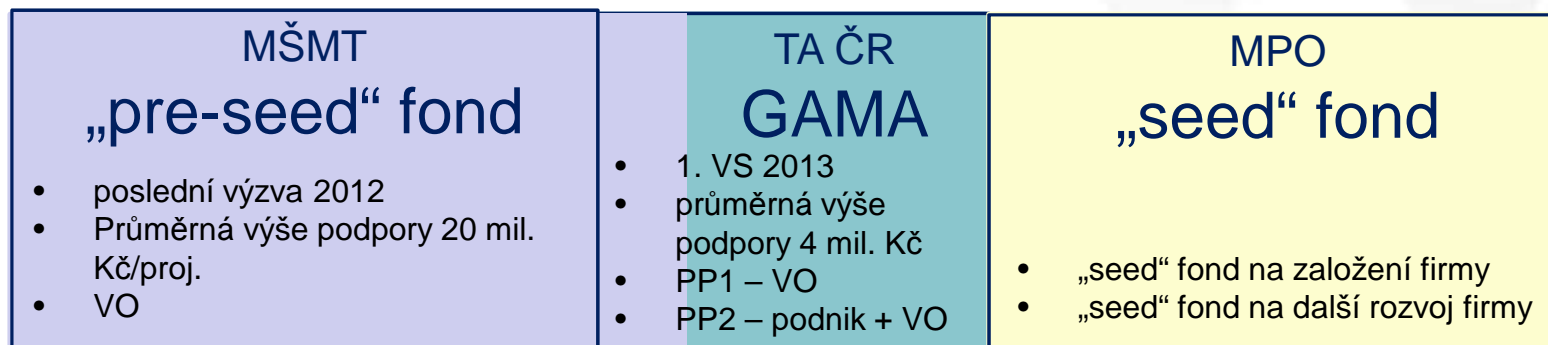 MŠMT
„pre-seed“ fond
• poslední výzva 2012
• Průměrná výše podpory 20 mil.
Kč/proj.
• VO
TA ČR
GAMA
• 1. VS 2013
• průměrná výše
podpory 4 mil. Kč
• PP1 – VO
• PP2 – podnik + VO
MPO
„seed“ fond
• „seed“ fond na založení firmy
• „seed“ fond na další rozvoj firmy